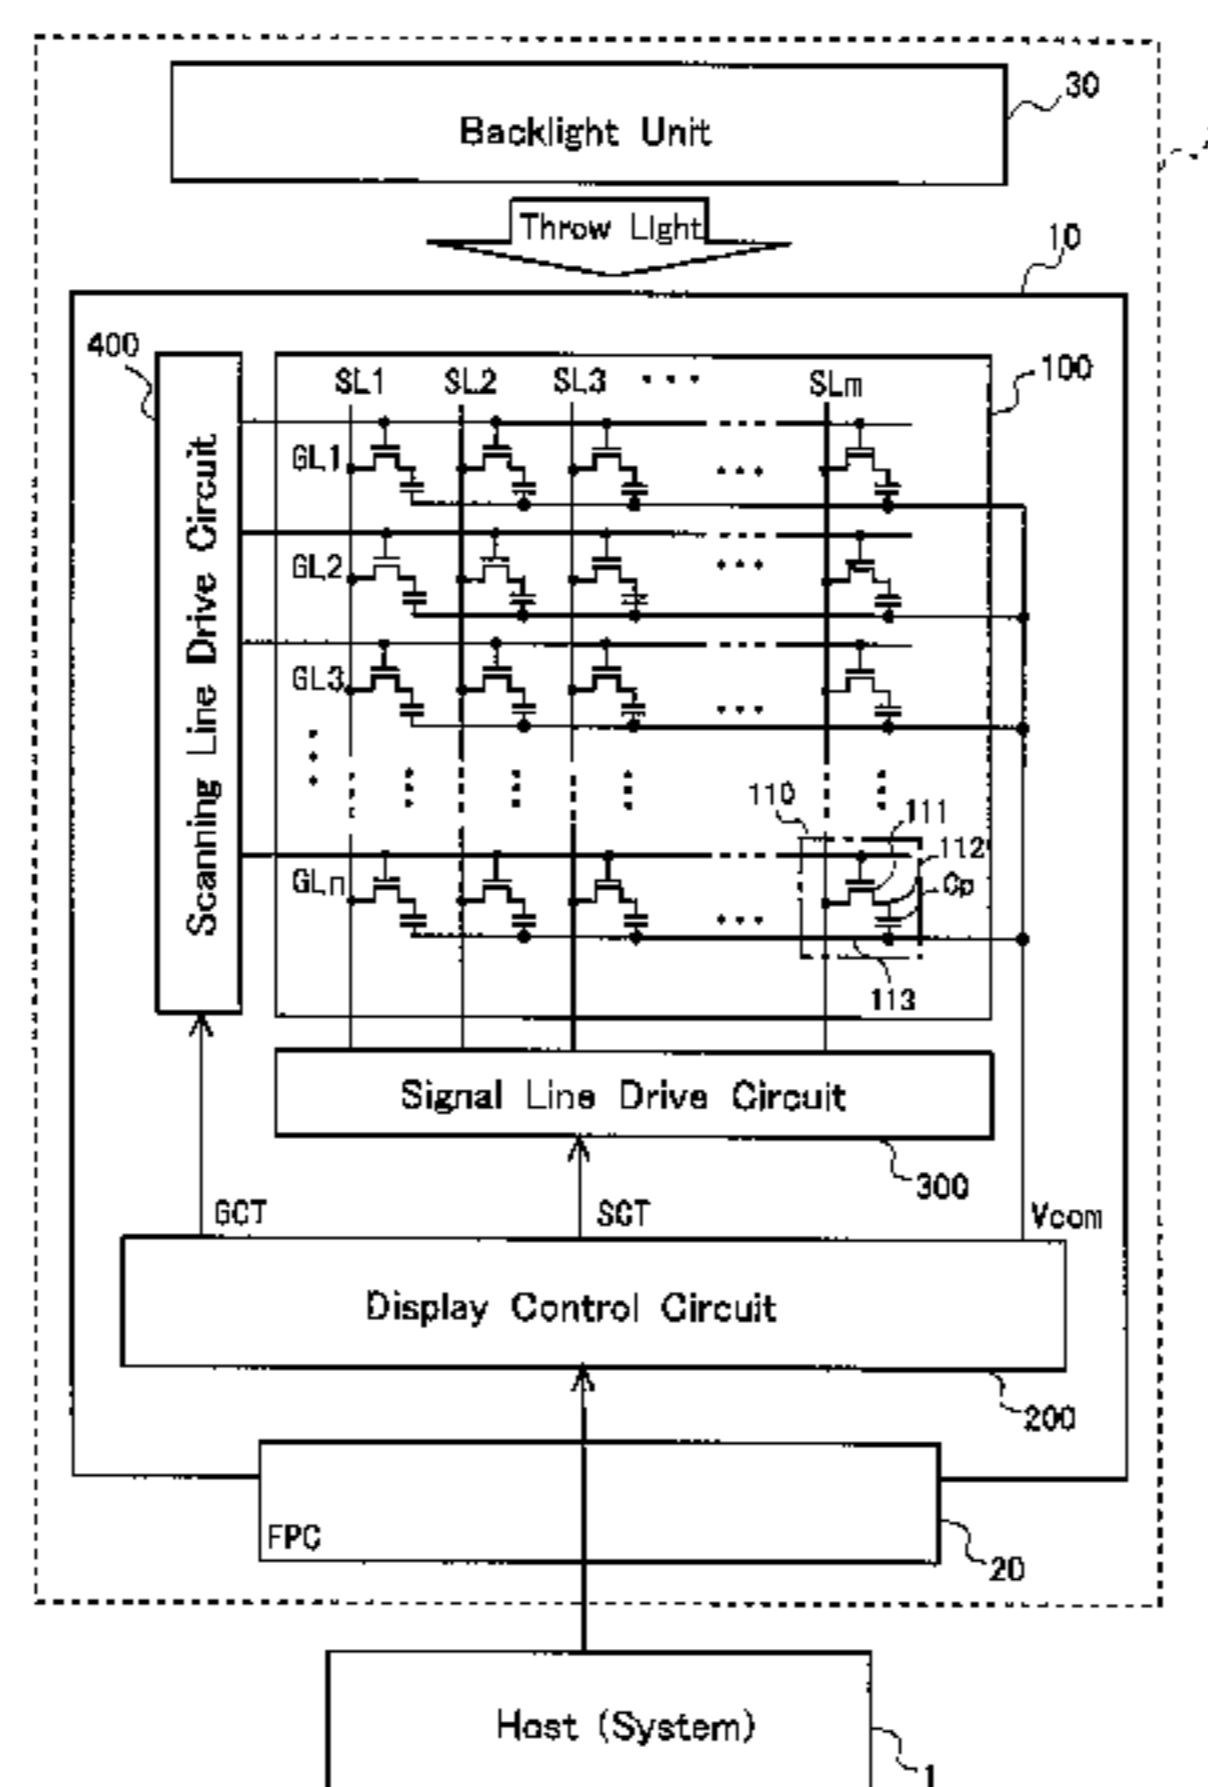 Backlight Unit
30
Throw Light
10
400
100
SL1 SL2 SL3 ··· SLm
GL1
GL2
GL3
Scanning Line Drive Circuit
110
111
112
GLn
Cp
113
Signal Line Drive Circuit
300
GCT
SCT
Vcom
Display Control Circuit
200
FPC
20
Host (System)
1